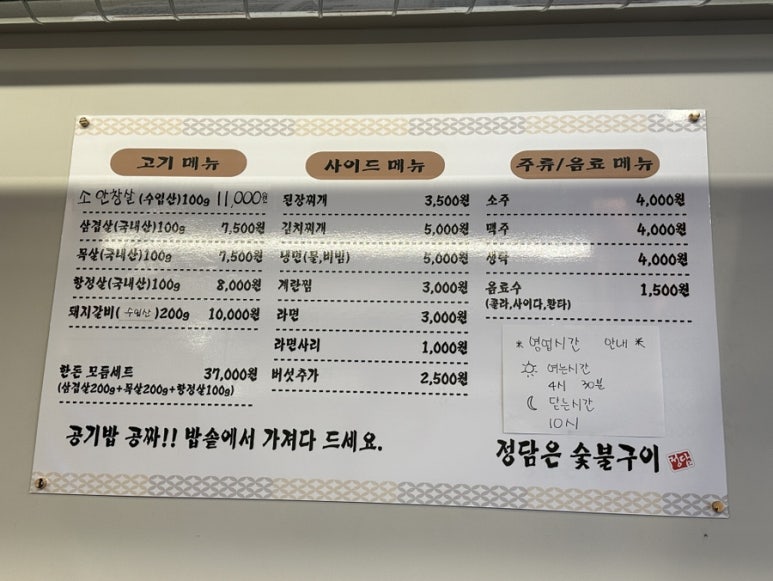 고기 메뉴
소 안창살(수입산)100g 11,000원
삼겹살(국내산)100g 7,500원
목살(국내산)100g 7,500원
항정살(국내산)100g 8,000원
돼지갈비(수입산)200g 10,000원
한돈 모듬세트 37,000원
(삼겹살200g+목살200g+항정살100g)
사이드 메뉴
된장찌개 3,500원
김치찌개 5,000원
냉면(물,비빔) 5,000원
계란찜 3,000원
라면 3,000원
라면사리 1,000원
버섯추가 2,500원
주류/음료 메뉴
소주 4,000원
맥주 4,000원
생탁 4,000원
음료수 1,500원
(콜라,사이다,환타)
*영업시간 안내*
여는시간
4시 30분
닫는시간
10시
공기밥 공짜!! 밥솥에서 가져다 드세요.
정담은 숯불구이 정담